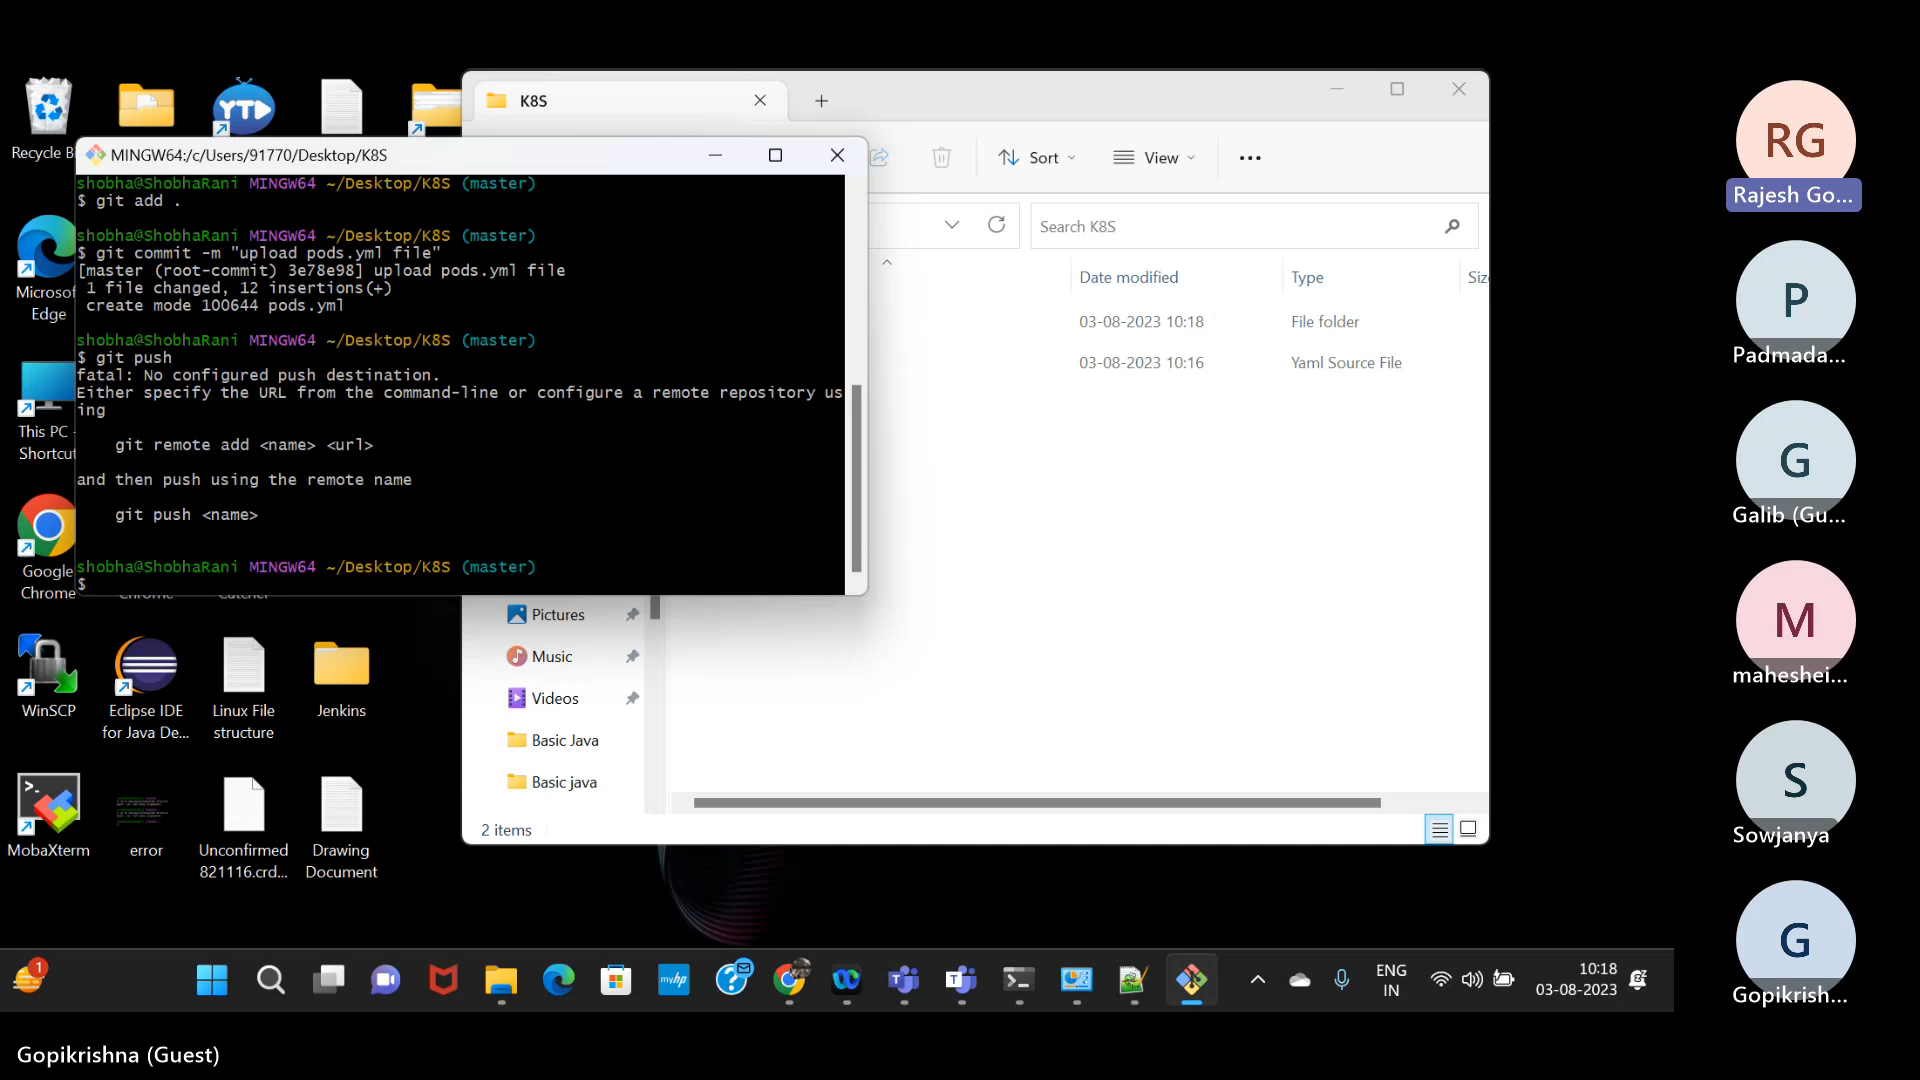 K8S
Recycle B
YTD
MINGW64:/c/Users/91770/Desktop/K8S
Sort
View
shobha@ShobhaRani MINGW64 ~/Desktop/K8S (master)
$ git add .
shobha@ShobhaRani MINGW64 ~/Desktop/K8S (master)
$ git commit -m "upload pods.yml file"
[master (root-commit) 3e78e98] upload pods.yml file
1 file changed, 12 insertions(+)
create mode 100644 pods.yml
shobha@ShobhaRani MINGW64 ~/Desktop/K8S (master)
$ git push
fatal: No configured push destination.
Either specify the URL from the command-line or configure a remote repository us
ing
git remote add <name> <url>
and then push using the remote name
git push <name>
shobha@ShobhaRani MINGW64 ~/Desktop/K8S (master)
$
Search K8S
Date modified
Type
Siz
03-08-2023 10:18
File folder
03-08-2023 10:16
Yaml Source File
Microsof
Edge
This PC -
Shortcut
Google
Chrome
Chrome
Catcher
Pictures
Music
Videos
Basic Java
Basic java
2 items
WinSCP
Eclipse IDE
for Java De...
Linux File
structure
Jenkins
MobaXterm
error
Unconfirmed
821116.crd...
Drawing
Document
RG
Rajesh Go...
P
Padmada...
G
Galib (Gu...
M
maheshei...
S
Sowjanya
G
Gopikrish...
1
myhp
ENG
IN
10:18
03-08-2023
Gopikrishna (Guest)